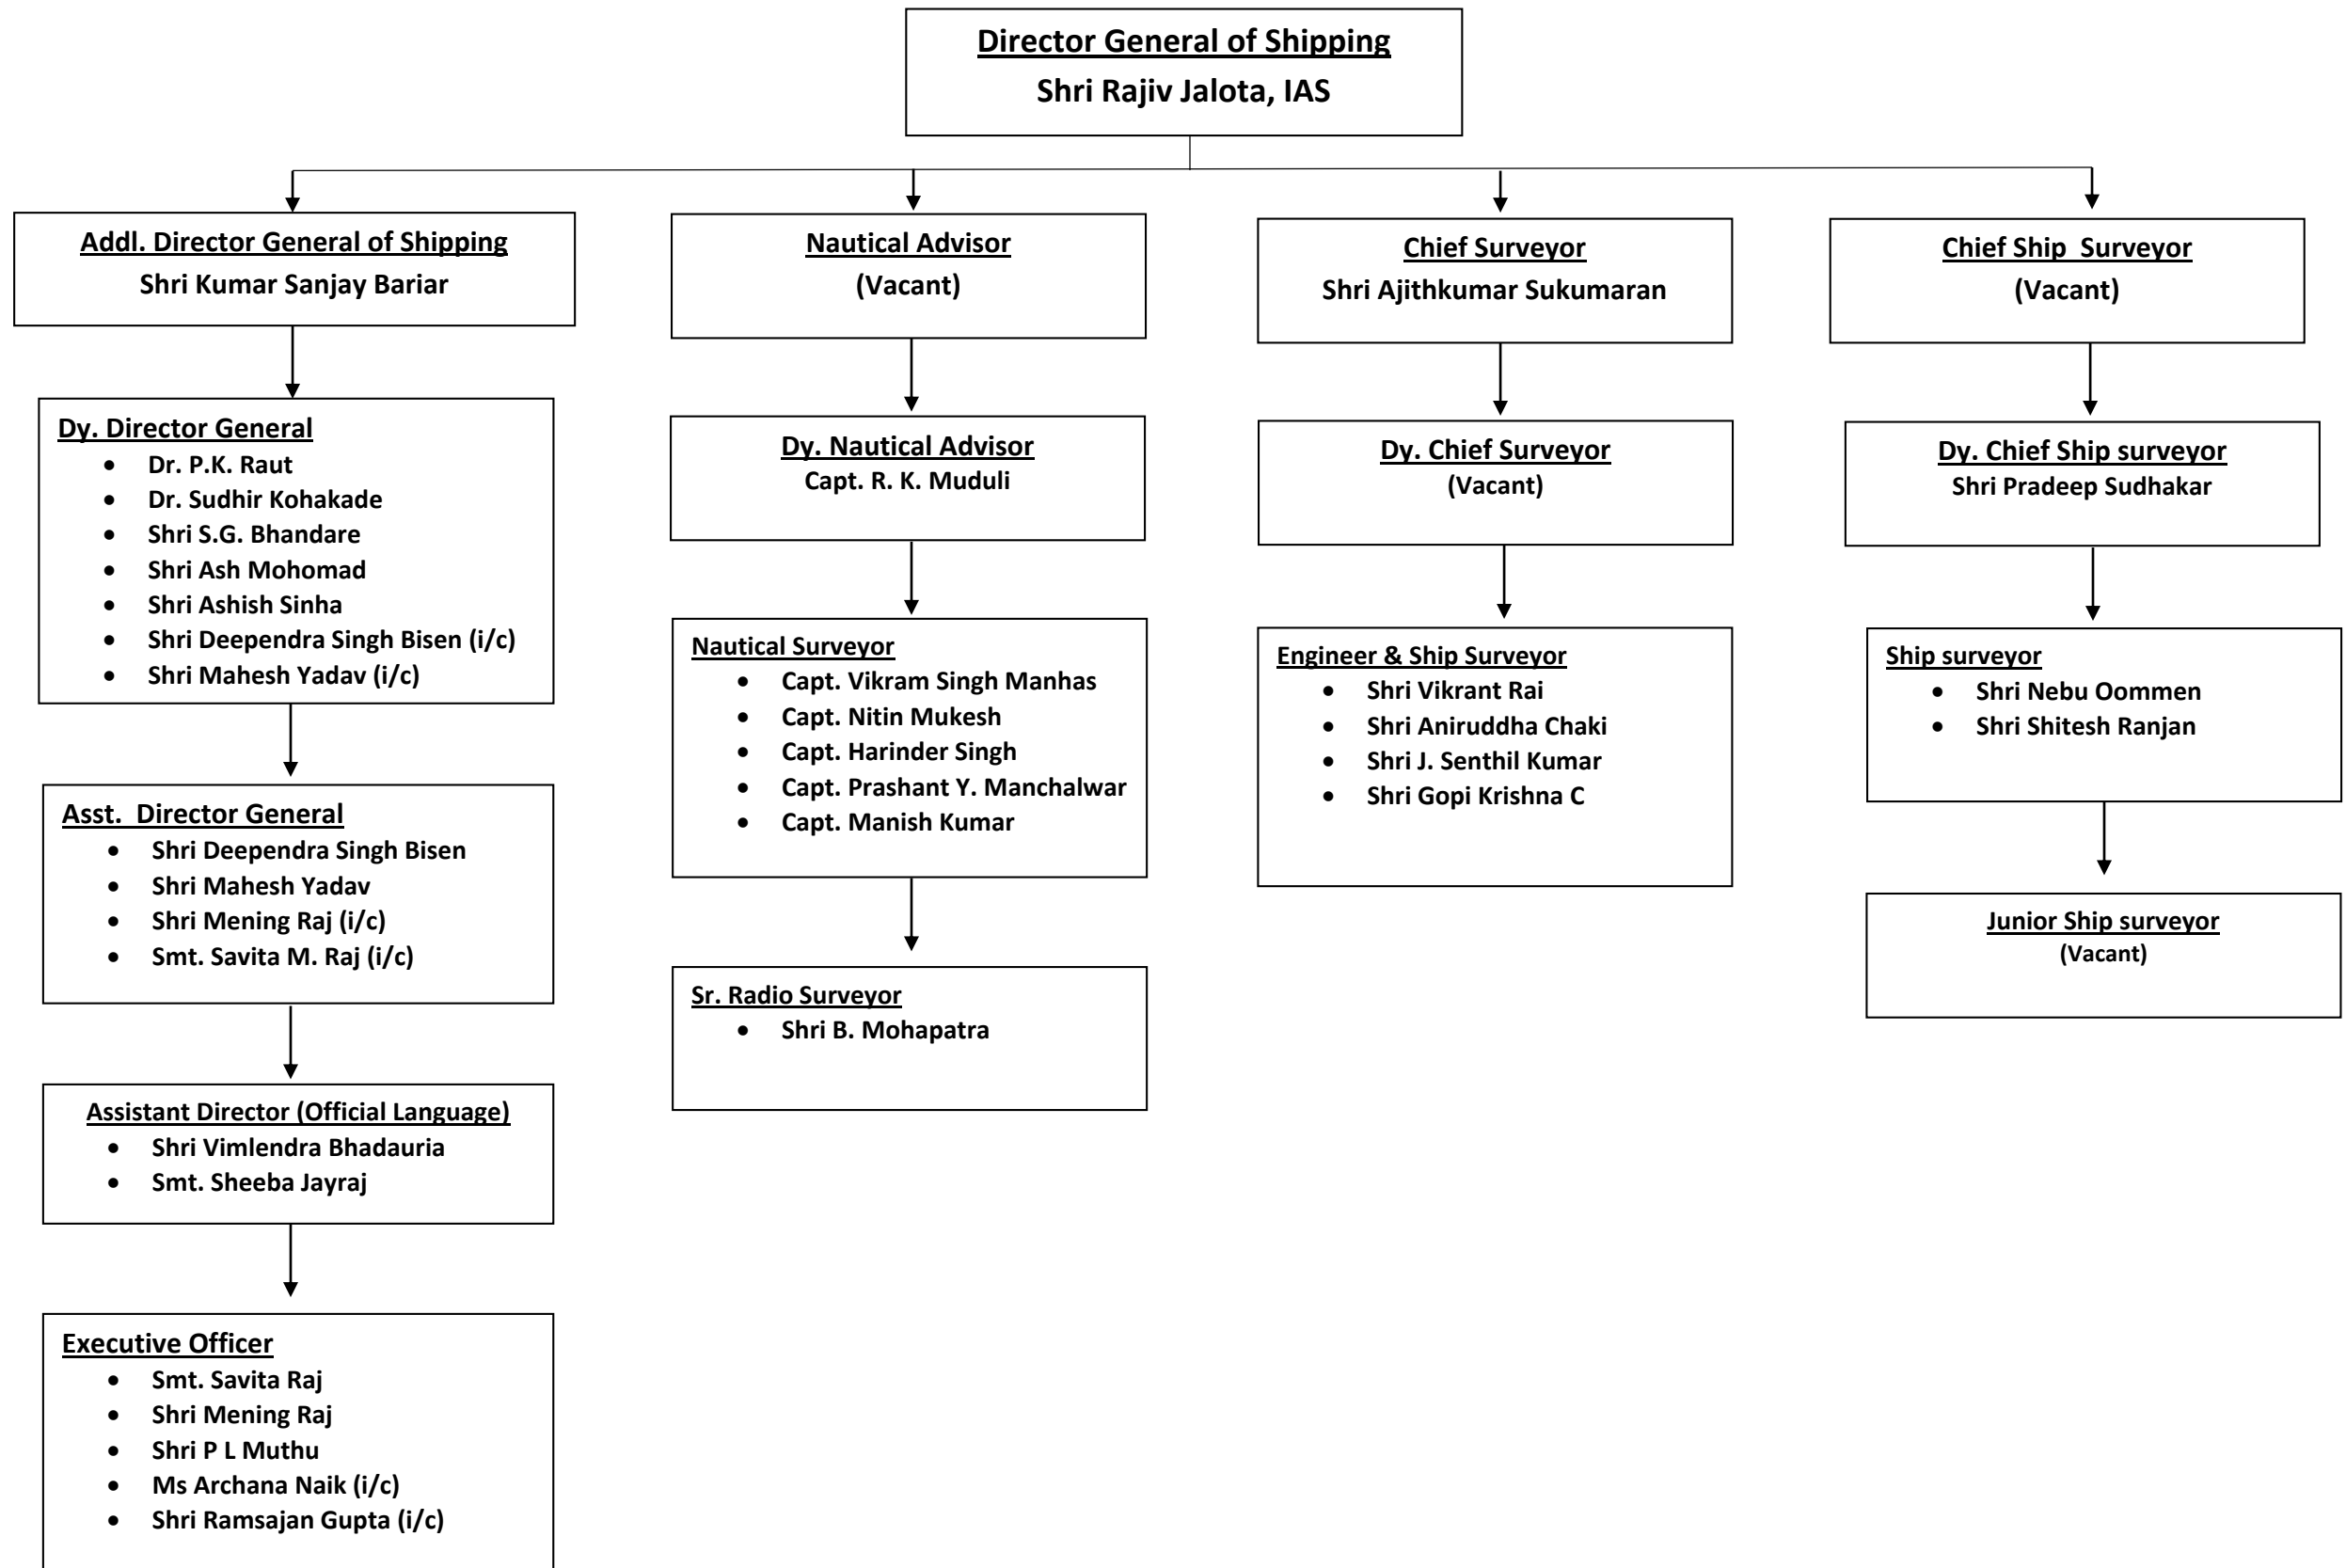 Director General of Shipping
Shri Rajiv Jalota, IAS
Addl. Director General of Shipping
Shri Kumar Sanjay Bariar
Dy. Director General
• Dr. P.K. Raut
• Dr. Sudhir Kohakade
• Shri S.G. Bhandare
• Shri Ash Mohomad
• Shri Ashish Sinha
• Shri Deependra Singh Bisen (i/c)
• Shri Mahesh Yadav (i/c)
Asst. Director General
• Shri Deependra Singh Bisen
• Shri Mahesh Yadav
• Shri Mening Raj (i/c)
• Smt. Savita M. Raj (i/c)
Assistant Director (Official Language)
• Shri Vimlendra Bhadauria
• Smt. Sheeba Jayraj
Executive Officer
• Smt. Savita Raj
• Shri Mening Raj
• Shri P L Muthu
• Ms Archana Naik (i/c)
• Shri Ramsajan Gupta (i/c)
Nautical Advisor
(Vacant)
Dy. Nautical Advisor
Capt. R. K. Muduli
Nautical Surveyor
• Capt. Vikram Singh Manhas
• Capt. Nitin Mukesh
• Capt. Harinder Singh
• Capt. Prashant Y. Manchalwar
• Capt. Manish Kumar
Sr. Radio Surveyor
• Shri B. Mohapatra
Chief Surveyor
Shri Ajithkumar Sukumaran
Dy. Chief Surveyor
(Vacant)
Engineer & Ship Surveyor
• Shri Vikrant Rai
• Shri Aniruddha Chaki
• Shri J. Senthil Kumar
• Shri Gopi Krishna C
Chief Ship Surveyor
(Vacant)
Dy. Chief Ship surveyor
Shri Pradeep Sudhakar
Ship surveyor
• Shri Nebu Oommen
• Shri Shitesh Ranjan
Junior Ship surveyor
(Vacant)